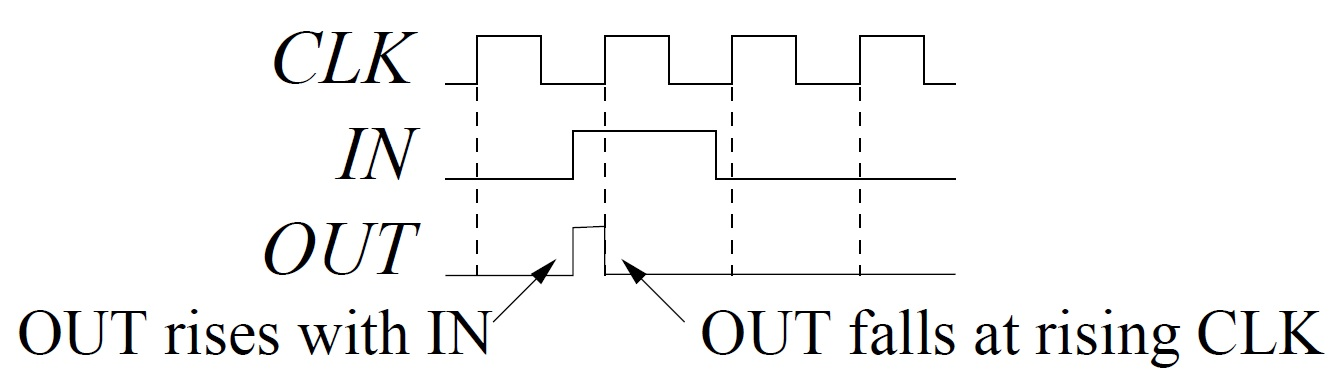 CLK
IN
OUT
OUT rises with IN
OUT falls at rising CLK